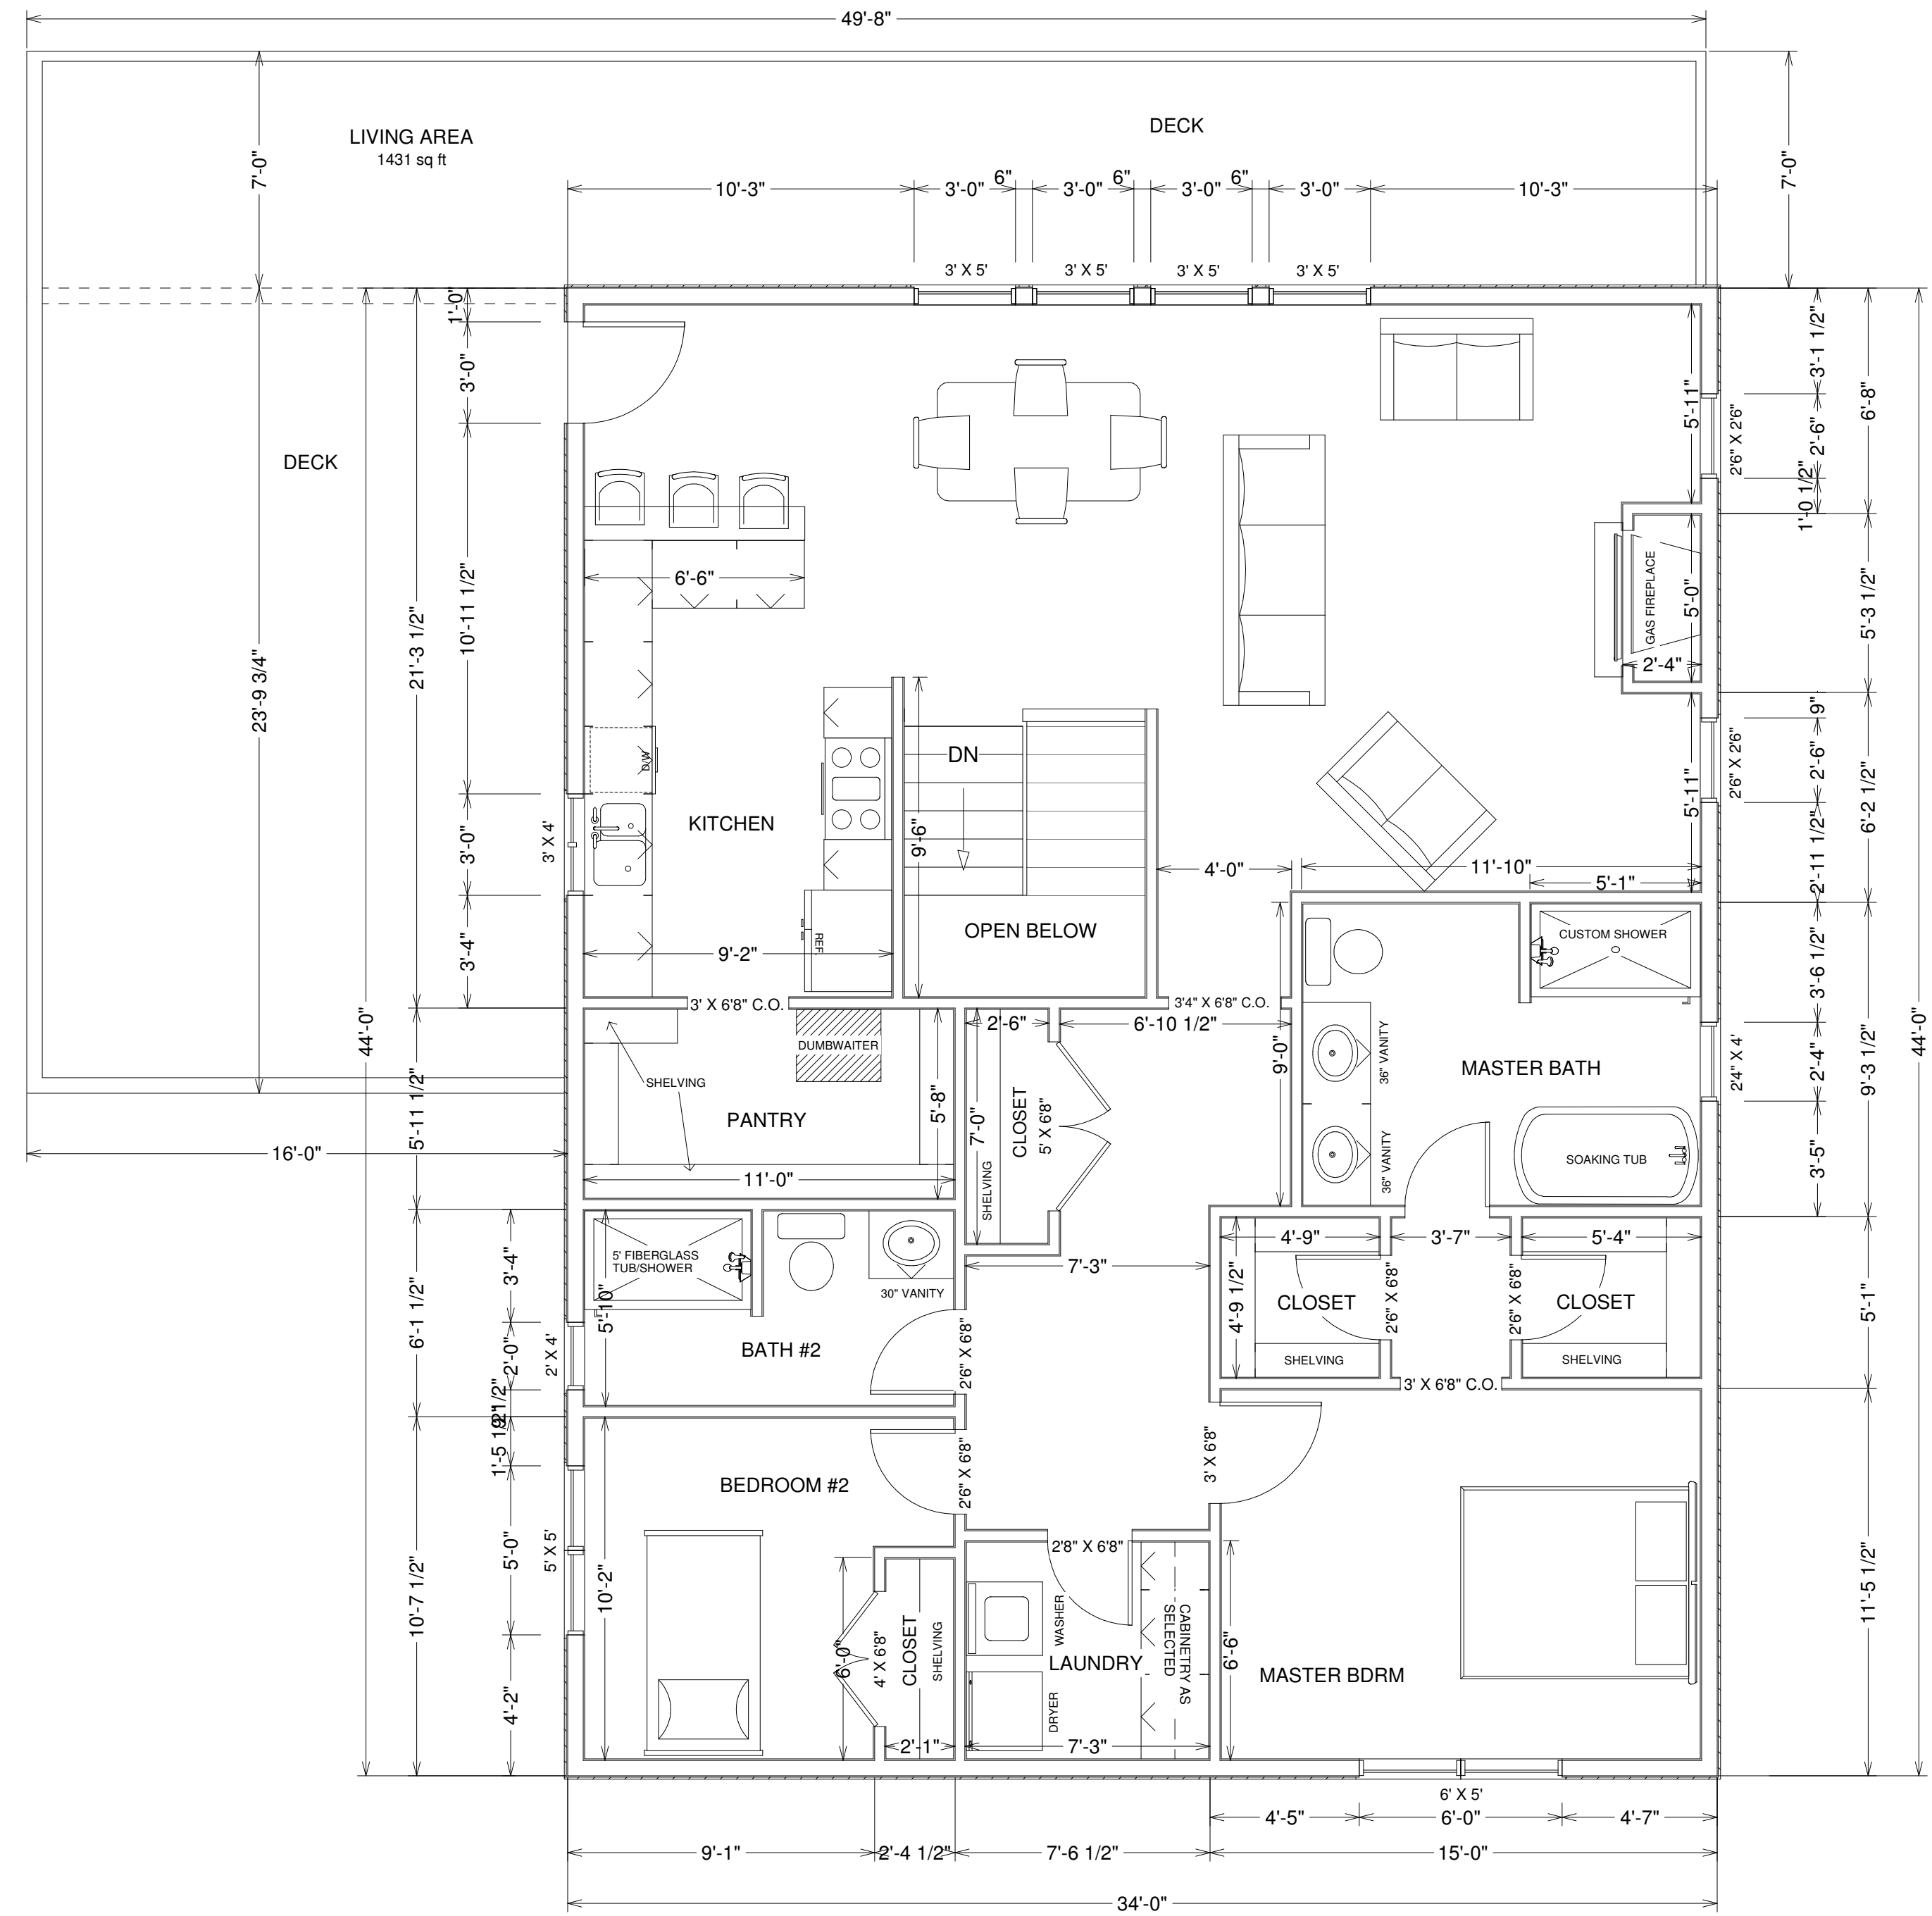 49'-8"
LIVING AREA
1431 sq ft
DECK
7'-0"
7'-0"
10'-3"
3'-0"
6"
3'-0"
6"
3'-0"
6"
3'-0"
10'-3"
3' X 5'
3' X 5'
3' X 5'
3' X 5'
1'-0"
3'-0"
10'-11 1/2"
3'-0"
3'-4"
21'-3 1/2"
23'-9 3/4"
44'-0"
DECK
3' X 4'
5'-11"
2'6" X 2'6"
3'-1 1/2"
2'-6"
1'-0 1/2"
6'-8"
GAS FIREPLACE
5'-0"
2'-4"
5'-3 1/2"
6'-6"
D/W
KITCHEN
DN
9'-6"
OPEN BELOW
REF.
9'-2"
4'-0"
11'-10"
5'-1"
5'-11"
2'6" X 2'6"
9"
2'-6"
2'-11 1/2"
6'-2 1/2"
44'-0"
3' X 6'8" C.O.
3'4" X 6'8" C.O.
CUSTOM SHOWER
3'-6 1/2"
2'-4"
3'-5"
9'-3 1/2"
2'4" X 4'
MASTER BATH
36" VANITY
36" VANITY
SOAKING TUB
9'-0"
DUMBWAITER
SHELVING
PANTRY
5'-8"
11'-0"
5'-11 1/2"
16'-0"
2'-6"
6'-10 1/2"
7'-0"
CLOSET
5' X 6'8"
SHELVING
5' FIBERGLASS
TUB/SHOWER
30" VANITY
BATH #2
5'-10"
3'-4"
2'-0"
9 1/2"
1'-5 1/2"
6'-1 1/2"
2' X 4'
2'6" X 6'8"
7'-3"
4'-9"
3'-7"
5'-4"
4'-9 1/2"
CLOSET
2'6" X 6'8"
2'6" X 6'8"
CLOSET
SHELVING
SHELVING
5'-1"
3' X 6'8" C.O.
BEDROOM #2
10'-2"
5'-0"
4'-2"
10'-7 1/2"
5' X 5'
2'6" X 6'8"
3' X 6'8"
6'-0"
4' X 6'8"
CLOSET
SHELVING
2'-1"
2'8" X 6'8"
WASHER
LAUNDRY
DRYER
CABINETRY AS
SELECTED
7'-3"
6'-6"
MASTER BDRM
11'-5 1/2"
6' X 5'
4'-5"
6'-0"
4'-7"
9'-1"
2'-4 1/2"
7'-6 1/2"
15'-0"
34'-0"